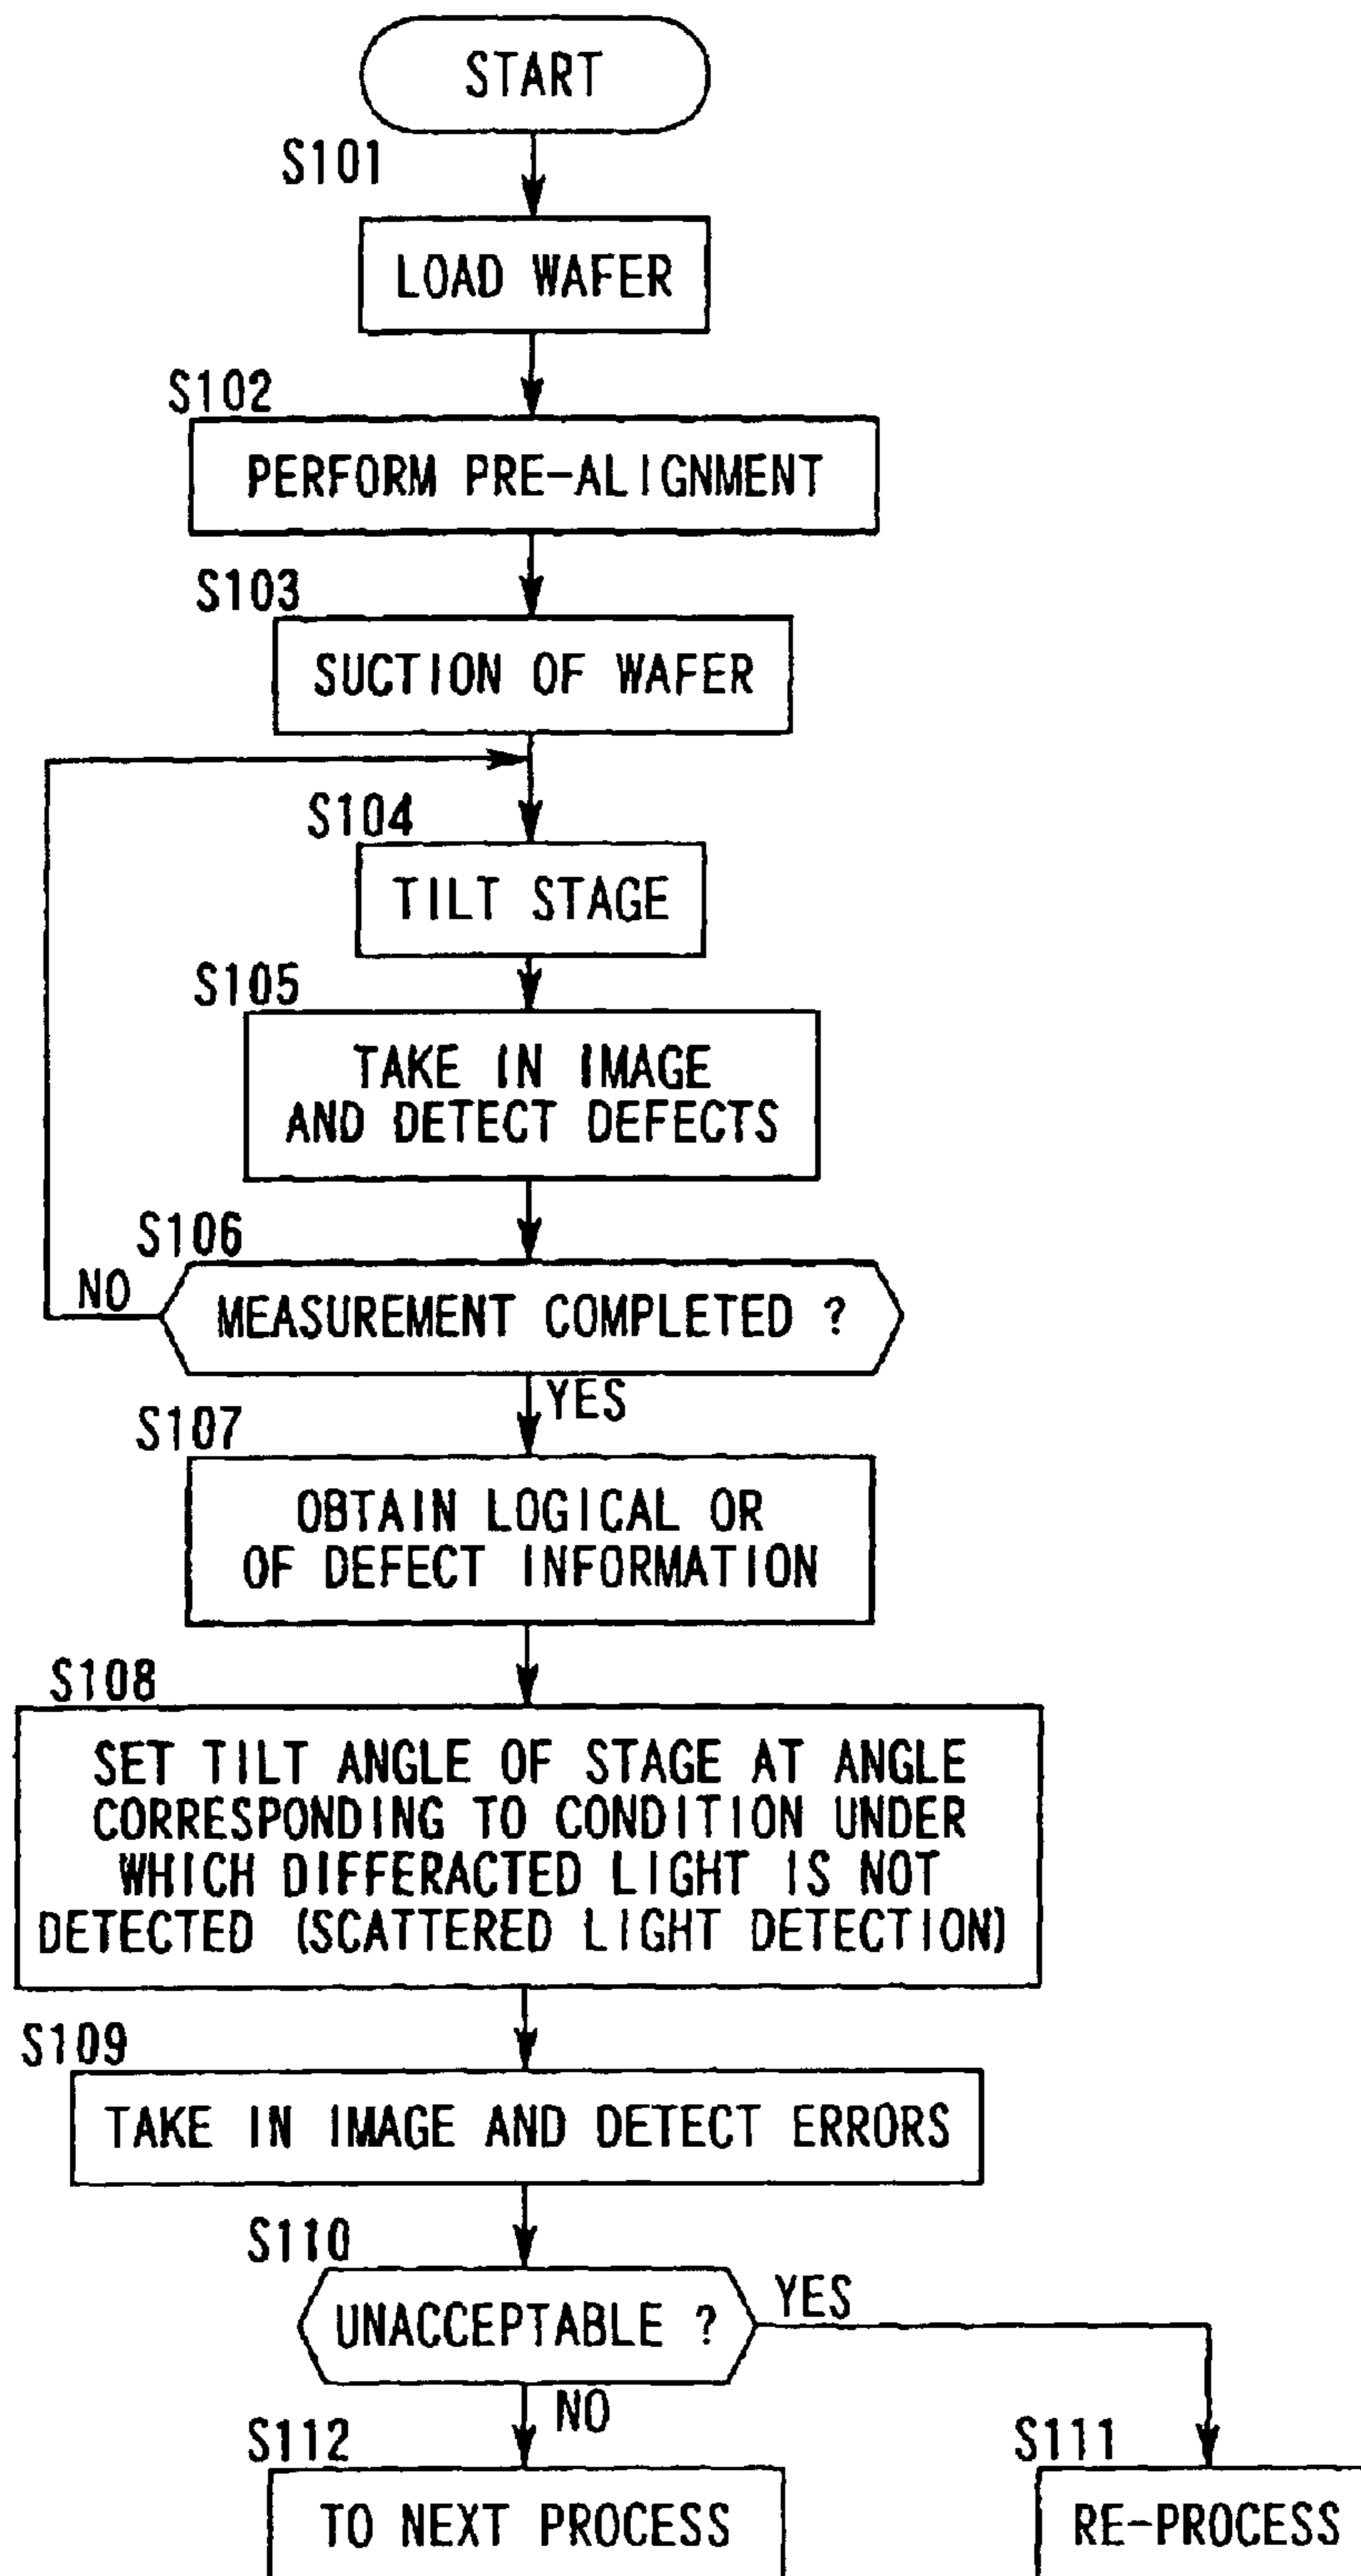 START
S101
LOAD WAFER
S102
PERFORM PRE-ALIGNMENT
S103
SUCTION OF WAFER
S104
TILT STAGE
S105
TAKE IN IMAGE
AND DETECT DEFECTS
S106
NO
MEASUREMENT COMPLETED ?
YES
S107
OBTAIN LOGICAL OR
OF DEFECT INFORMATION
S108
SET TILT ANGLE OF STAGE AT ANGLE
CORRESPONDING TO CONDITION UNDER
WHICH DIFFERACTED LIGHT IS NOT
DETECTED (SCATTERED LIGHT DETECTION)
S109
TAKE IN IMAGE AND DETECT ERRORS
S110
UNACCEPTABLE ?
YES
NO
S112
S111
TO NEXT PROCESS
RE-PROCESS